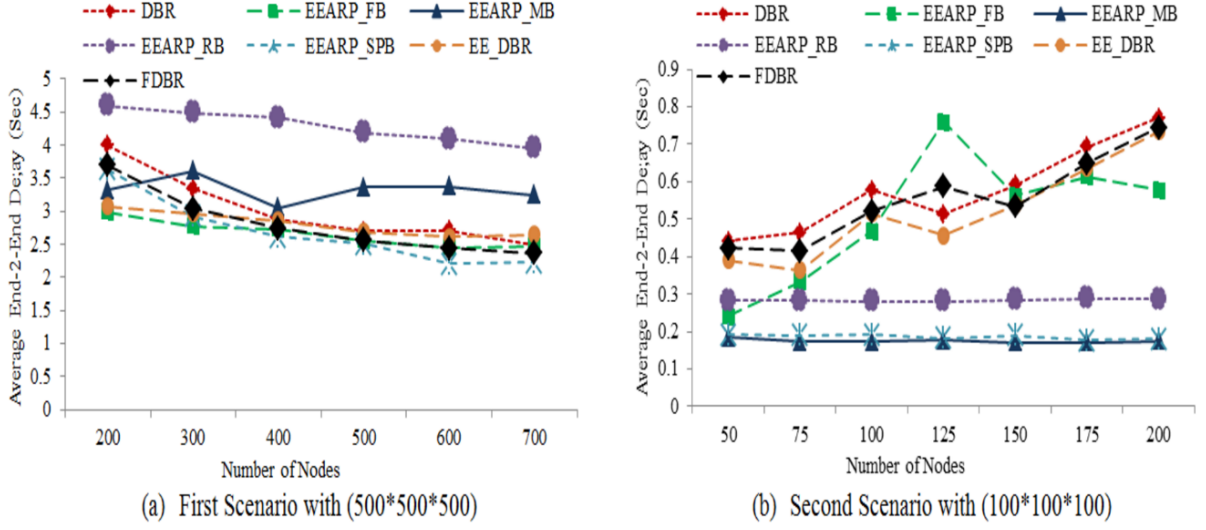 DBR EEARP_FB EEARP_MB
EEARP_RB EEARP_SPB EE_DBR
FDBR
Average End-2-End De;ay (Sec)
5
4.5
4
3.5
3
2.5
2
1.5
1
0.5
0
200 300 400 500 600 700
Number of Nodes
(a) First Scenario with (500*500*500)
DBR EEARP_FB EEARP_MB
EEARP_RB EEARP_SPB EE_DBR
FDBR
Average End-2-End De;ay (Sec)
0.9
0.8
0.7
0.6
0.5
0.4
0.3
0.2
0.1
0
50 75 100 125 150 175 200
Number of Nodes
(b) Second Scenario with (100*100*100)